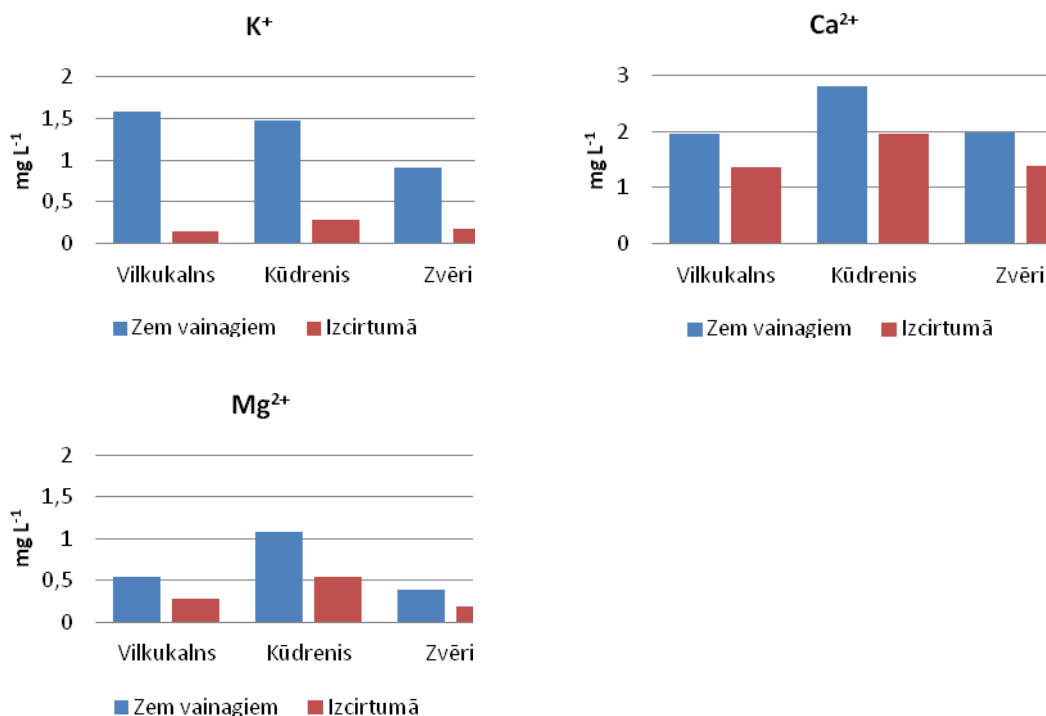 K⁺
mg L⁻¹
2
1,5
1
0,5
0
Vilkukalns Kūdrenis Zvēri
Zem vainagiem Izcirtumā
Ca²⁺
mg L⁻¹
3
2
1
0
Vilkukalns Kūdrenis Zvēri
Zem vainagiem Izcirtumā
Mg²⁺
mg L⁻¹
2
1,5
1
0,5
0
Vilkukalns Kūdrenis Zvēri
Zem vainagiem Izcirtumā